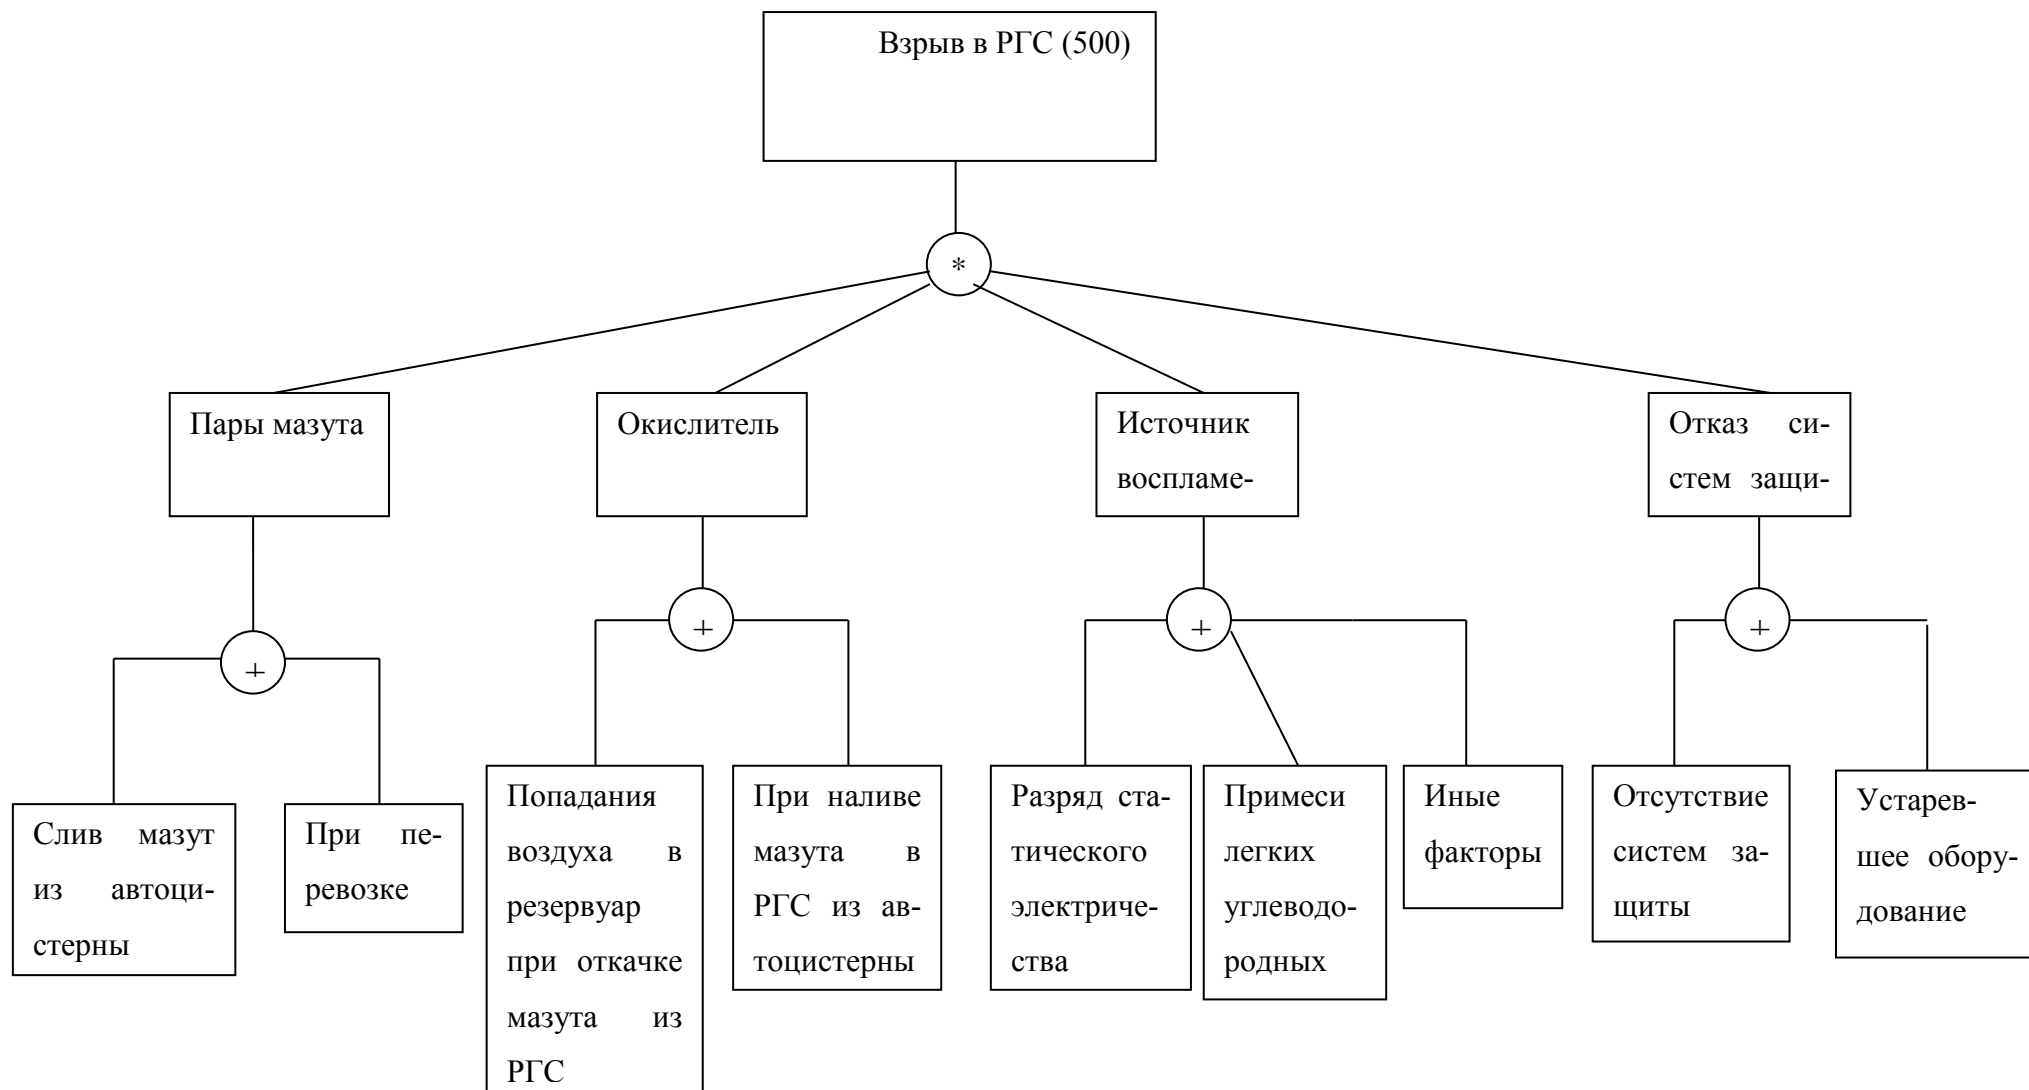 Взрыв в РГС (500)
*
Пары мазута
Окислитель
Источник
воспламе-
Отказ си-
стем защи-
+
+
+
+
Слив мазут
из автоци-
стерны
При пе-
ревозке
Попадания
воздуха в
резервуар
при откачке
мазута из
РГС
При наливе
мазута в
РГС из ав-
тоцистерны
Разряд ста-
тического
электриче-
ства
Примеси
легких
углеводо-
родных
Иные
факторы
Отсутствие
систем за-
щиты
Устарев-
шее обору-
дование